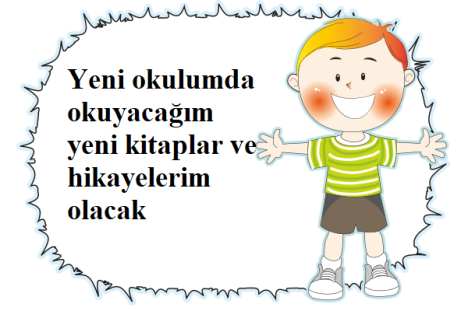 Yeni okulumda
okuyacağım
yeni kitaplar ve
hikayelerim
olacak